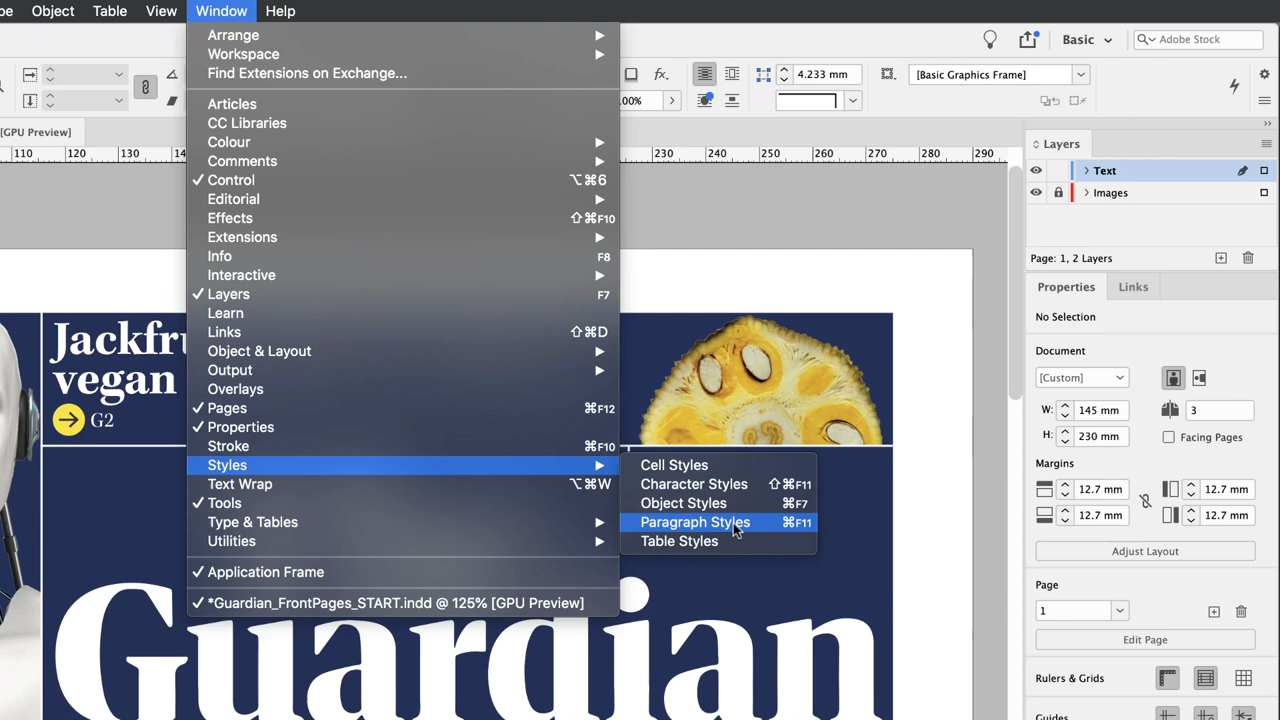 Object Table View Window Help
Arrange
Workspace
Find Extensions on Exchange...
Articles
CC Libraries
Colour
Comments
Control ⌥⌘6
Editorial
Effects ⇧⌘F10
Extensions
Info F8
Interactive
Layers F7
Learn
Links ⇧⌘D
Object & Layout
Output
Overlays
Pages ⌘F12
Properties
Stroke ⌘F10
Styles
Text Wrap ⌥⌘W
Tools
Type & Tables
Utilities
Application Frame
*Guardian_FrontPages_START.indd @ 125% [GPU Preview]
Cell Styles
Character Styles ⇧⌘F11
Object Styles ⌘F7
Paragraph Styles ⌘F11
Table Styles
Basic
Adobe Stock
fx.
4.233 mm
[Basic Graphics Frame]
[GPU Preview]
110 120 130 230 240 250 260 270 280 290
Jackfr
vegan
G2
Guardian
Layers
Text
Images
Page: 1, 2 Layers
Properties Links
No Selection
Document
[Custom]
W: 145 mm 3
H: 230 mm Facing Pages
Margins
12.7 mm 12.7 mm
12.7 mm 12.7 mm
Adjust Layout
Page
1
Edit Page
Rulers & Grids
Guides